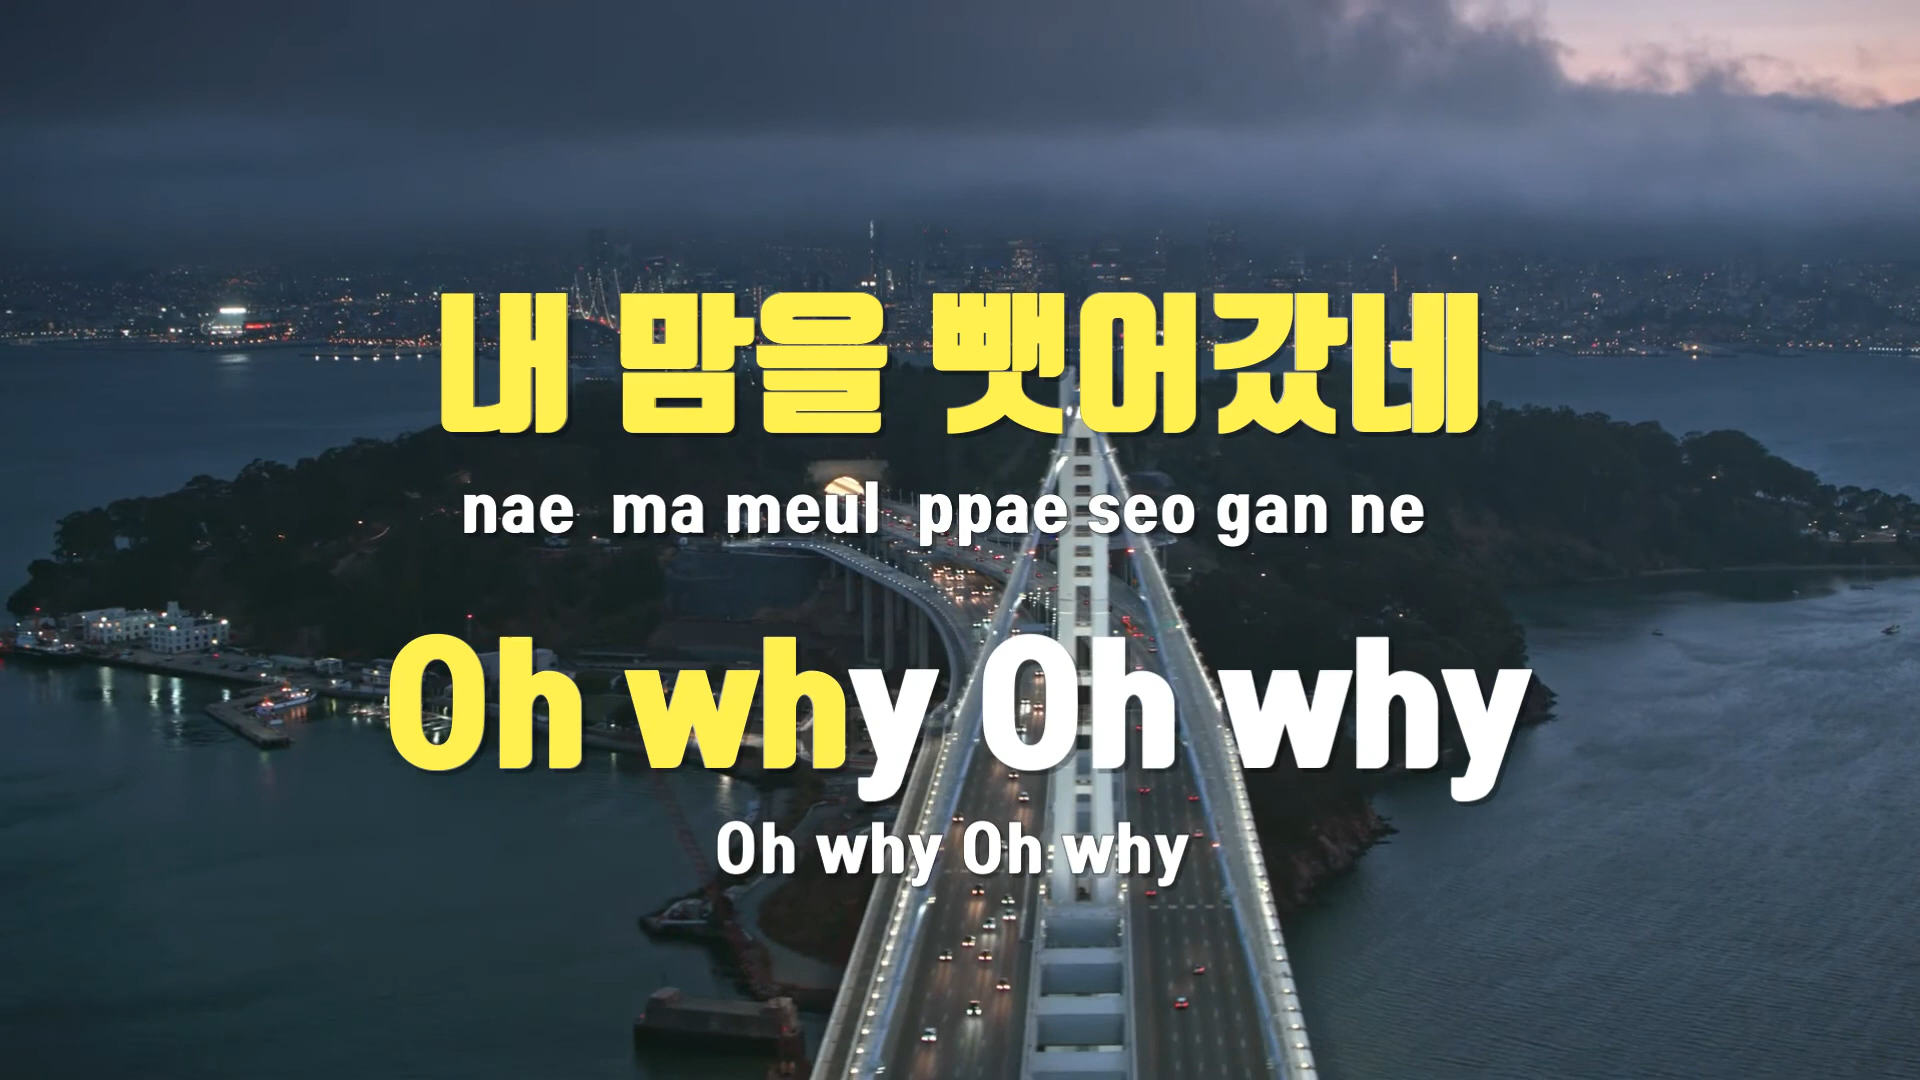 내 맘을 뺏어갔네
nae ma meul ppae seo gan ne
Oh why Oh why
Oh why Oh why